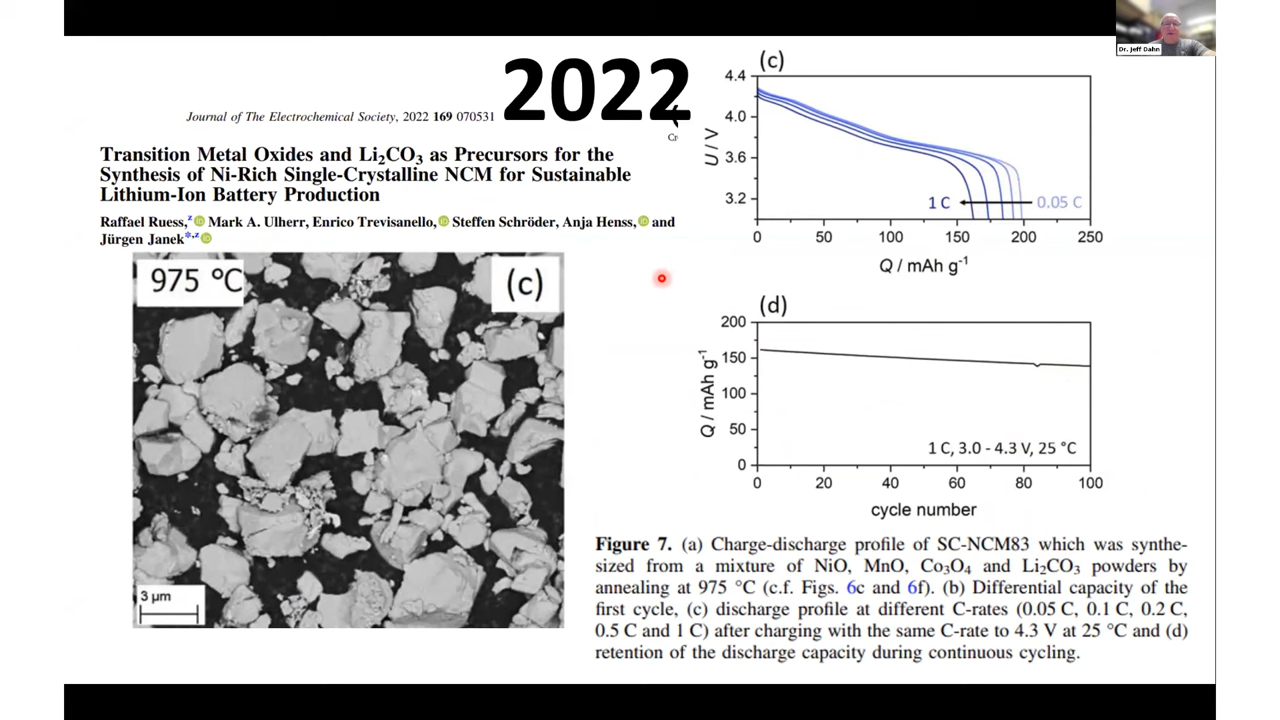 Dr. Jeff Dahn
2022
Journal of The Electrochemical Society, 2022 169 070531
Transition Metal Oxides and Li₂CO₃ as Precursors for the
Synthesis of Ni-Rich Single-Crystalline NCM for Sustainable
Lithium-Ion Battery Production
Raffael Ruess,ᶻ Mark A. Ulherr, Enrico Trevisanello, Steffen Schröder, Anja Henss, and
Jürgen Janek*,ᶻ
975 °C
(c)
3 μm
(c)
4.4
4.0
3.6
3.2
U / V
1 C
0.05 C
0 50 100 150 200 250
Q / mAh g⁻¹
(d)
200
150
100
50
0
Q / mAh g⁻¹
1 C, 3.0 - 4.3 V, 25 °C
0 20 40 60 80 100
cycle number
Figure 7. (a) Charge-discharge profile of SC-NCM83 which was synthe-
sized from a mixture of NiO, MnO, Co₃O₄ and Li₂CO₃ powders by
annealing at 975 °C (c.f. Figs. 6c and 6f). (b) Differential capacity of the
first cycle, (c) discharge profile at different C-rates (0.05 C, 0.1 C, 0.2 C,
0.5 C and 1 C) after charging with the same C-rate to 4.3 V at 25 °C and (d)
retention of the discharge capacity during continuous cycling.